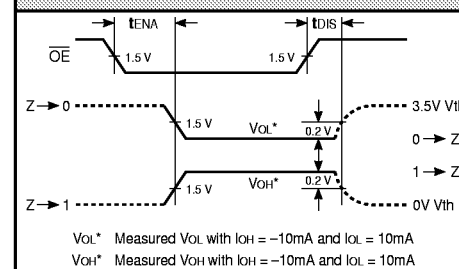 tENA tDIS
OE 1.5 V 1.5 V
Z → 0 1.5 V VOL* 0.2 V 3.5V Vth
0 → Z
1 → Z
Z → 1 1.5 V VOH* 0.2 V 0V Vth
VOL* Measured VOL with IOH = –10mA and IOL = 10mA
VOH* Measured VOH with IOH = –10mA and IOL = 10mA